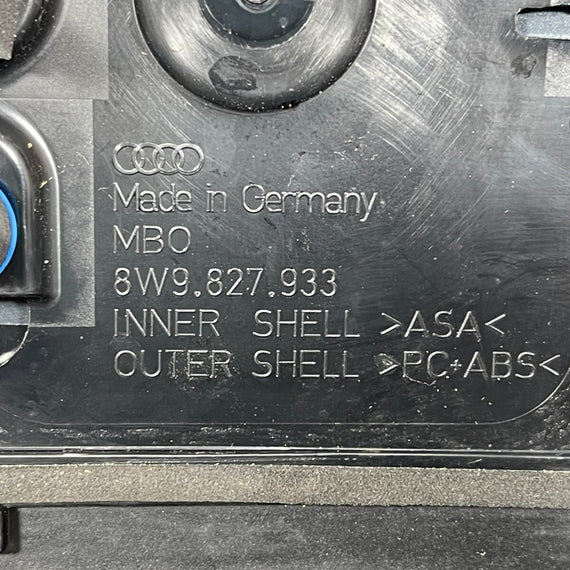 Made in Germany
MBO
8W9.827.933
INNER SHELL >ASA<
OUTER SHELL >PC+ABS<